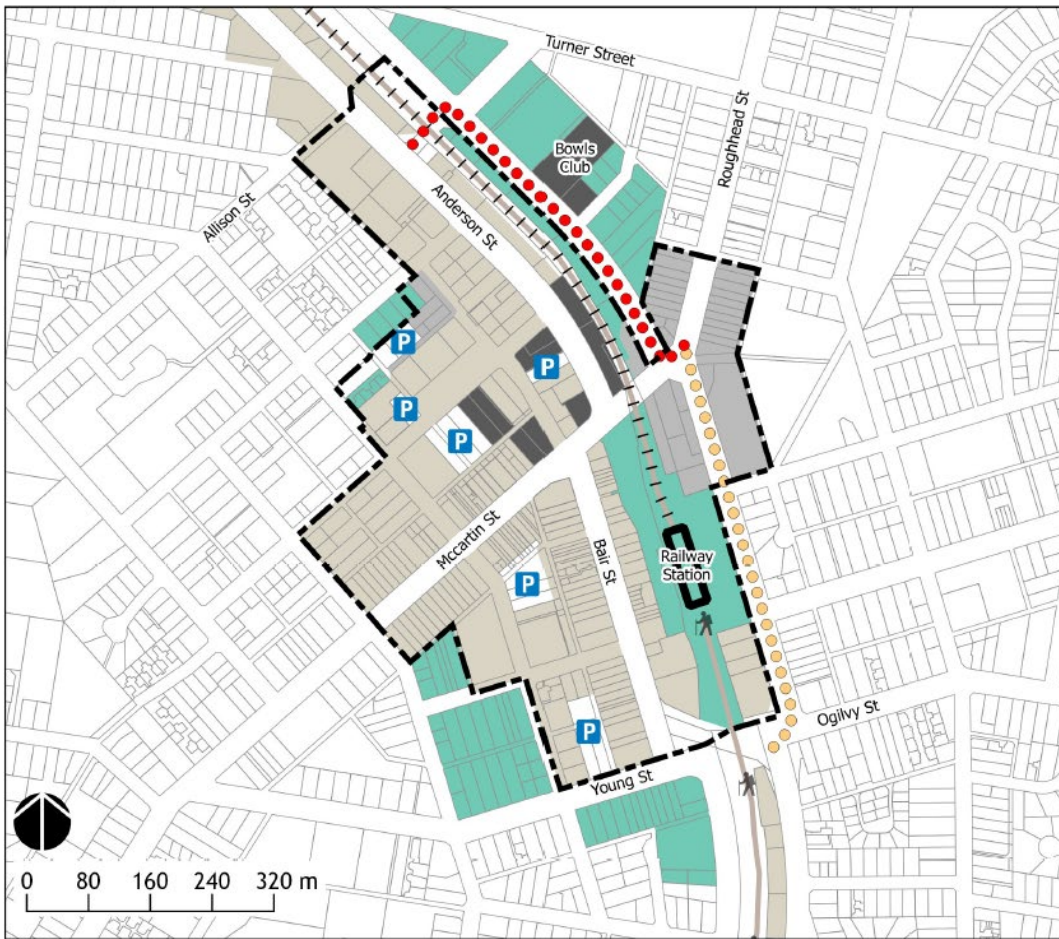 Turner Street
Roughhead St
Bowls
Club
Allison St
Anderson St
P
P
P
P
Mccartin St
Bair St
Railway
Station
P
P
Ogilvy St
Young St
0 80 160 240 320 m